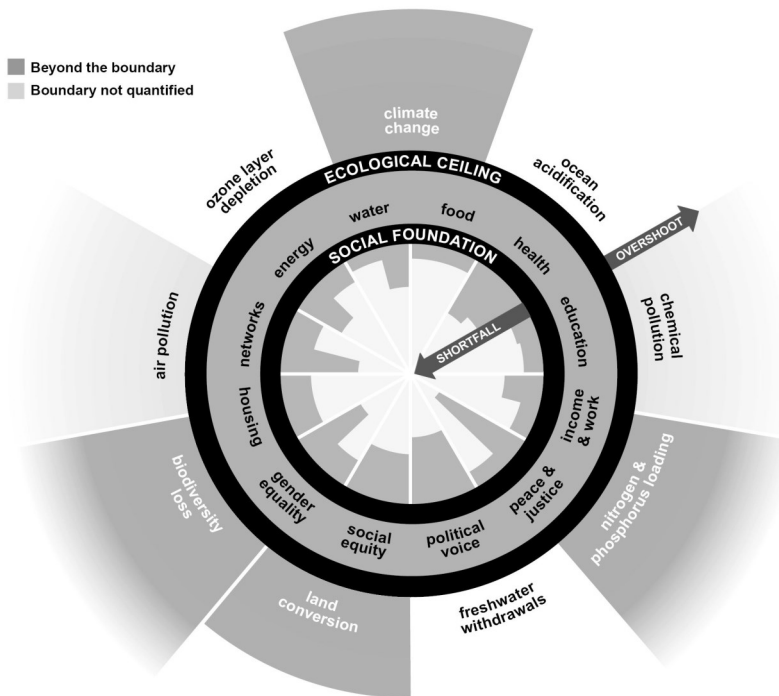 Beyond the boundary
Boundary not quantified
climate
change
ozone layer
depletion
ECOLOGICAL CEILING
ocean
acidification
OVERSHOOT
water
food
energy
SOCIAL FOUNDATION
health
air pollution
networks
SHORTFALL
education
chemical
pollution
housing
income
& work
biodiversity
loss
gender
equality
social
equity
political
voice
peace &
justice
nitrogen &
phosphorus loading
land
conversion
freshwater
withdrawals